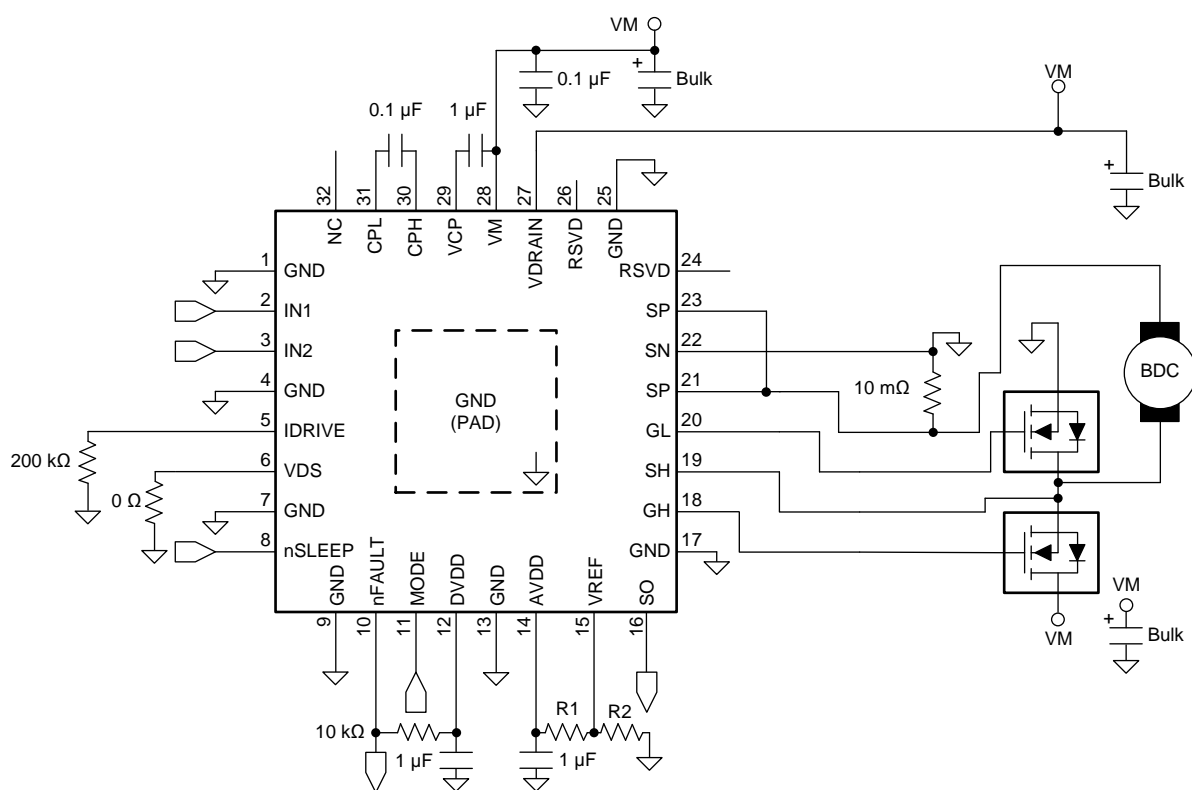 VM
0.1 µF
Bulk
VM
0.1 µF
1 µF
Bulk
32
31
30
29
28
27
26
25
NC
CPL
CPH
VCP
VM
VDRAIN
RSVD
GND
1
GND
2
IN1
3
IN2
4
GND
5
IDRIVE
6
VDS
7
GND
8
nSLEEP
200 kΩ
0 Ω
GND
(PAD)
RSVD
24
SP
23
SN
22
SP
21
GL
20
SH
19
GH
18
GND
17
10 mΩ
BDC
VM
VM
Bulk
GND
nFAULT
MODE
DVDD
GND
AVDD
VREF
SO
9
10
11
12
13
14
15
16
10 kΩ
1 µF
R1
R2
1 µF